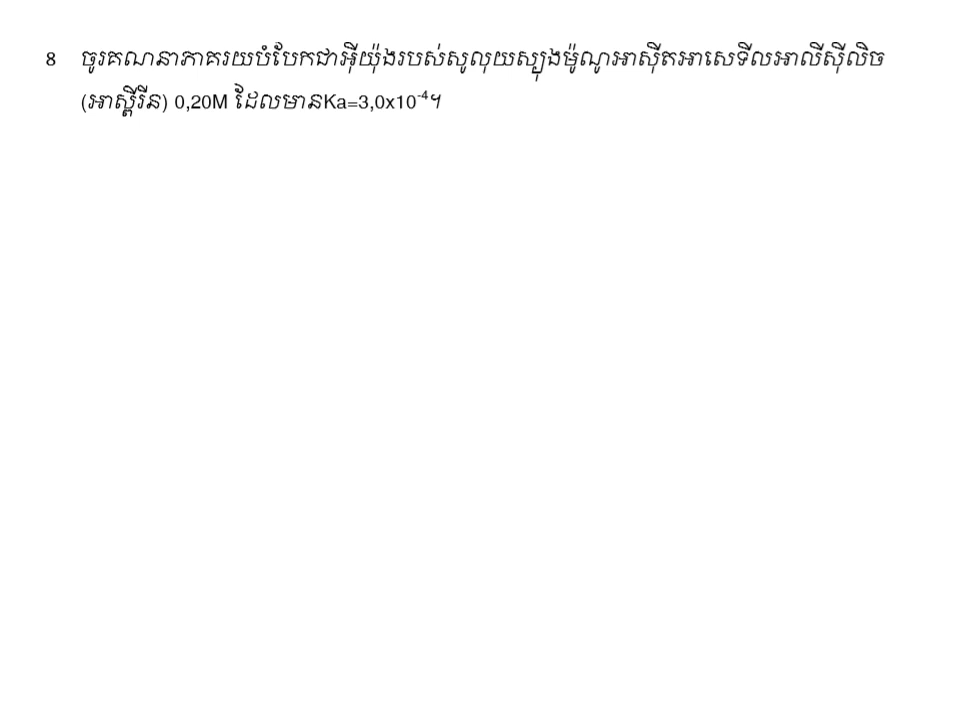 8 ចូរគណនាភាគរយបំបែកជាអ៊ីយ៉ុងរបស់សូលុយស្យុងម៉ូណូអាស៊ីតអាសេទីលអាលីស៊ីលិច
(អាស្ពីរីន) 0,20M ដែលមានKa=3,0x10⁻⁴។